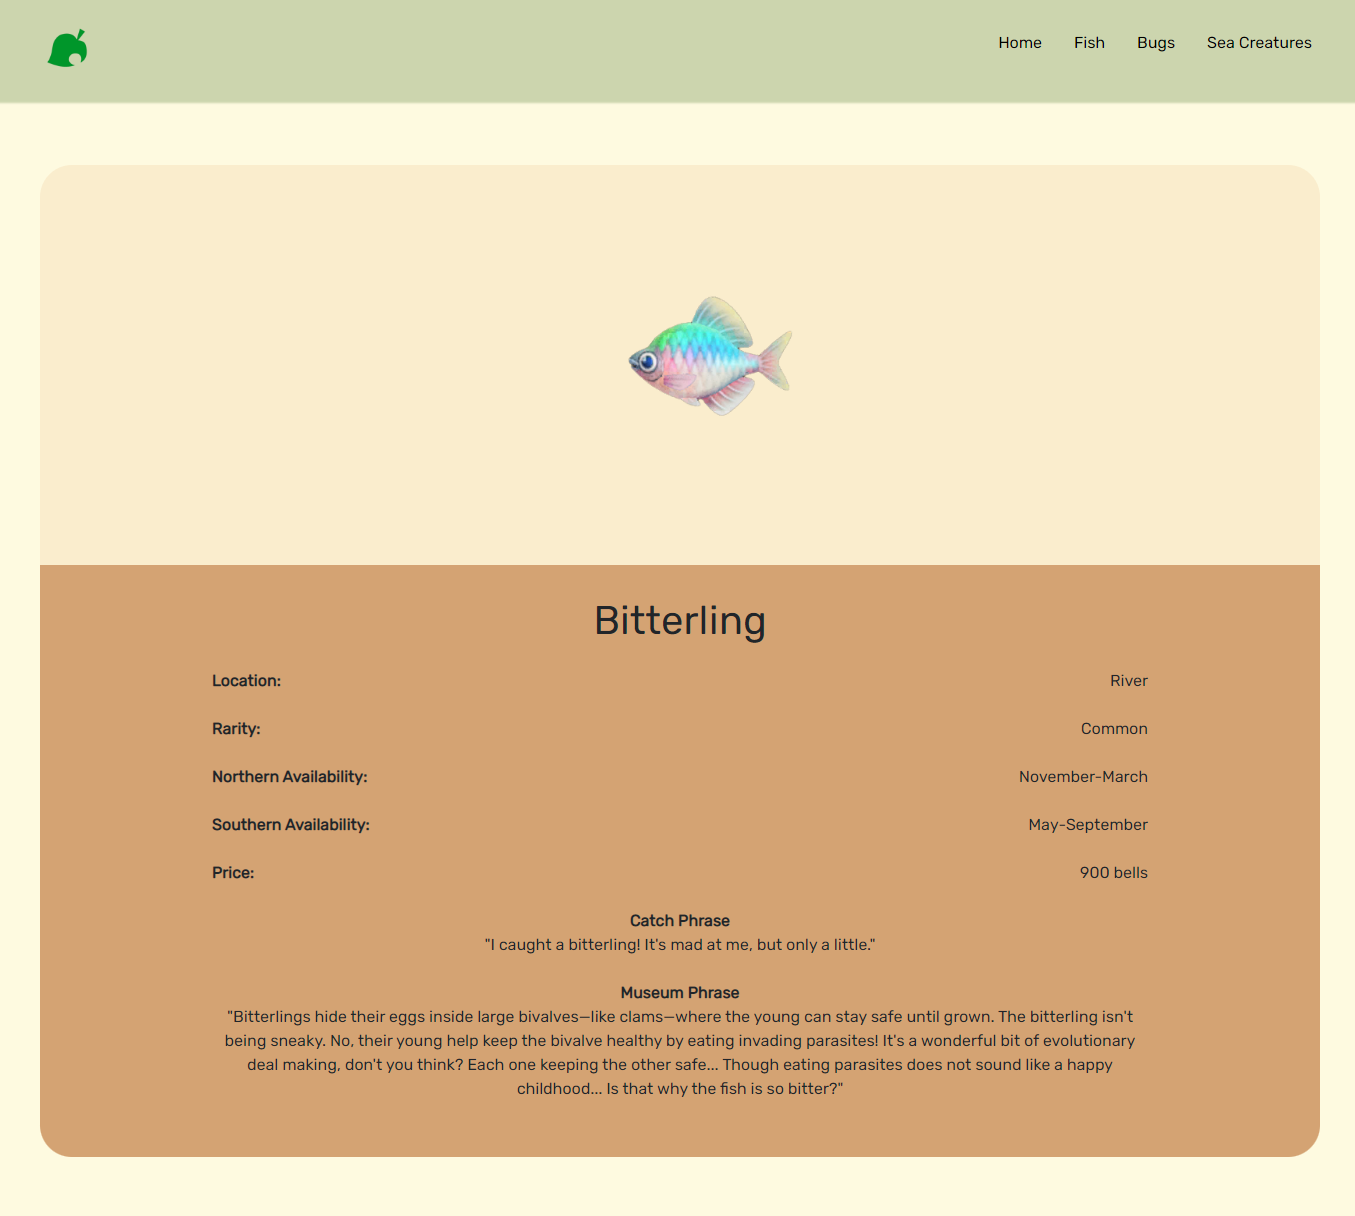 Home Fish Bugs Sea Creatures
Bitterling
Location: River
Rarity: Common
Northern Availability: November-March
Southern Availability: May-September
Price: 900 bells
Catch Phrase
"I caught a bitterling! It's mad at me, but only a little."
Museum Phrase
"Bitterlings hide their eggs inside large bivalves—like clams—where the young can stay safe until grown. The bitterling isn't
being sneaky. No, their young help keep the bivalve healthy by eating invading parasites! It's a wonderful bit of evolutionary
deal making, don't you think? Each one keeping the other safe... Though eating parasites does not sound like a happy
childhood... Is that why the fish is so bitter?"